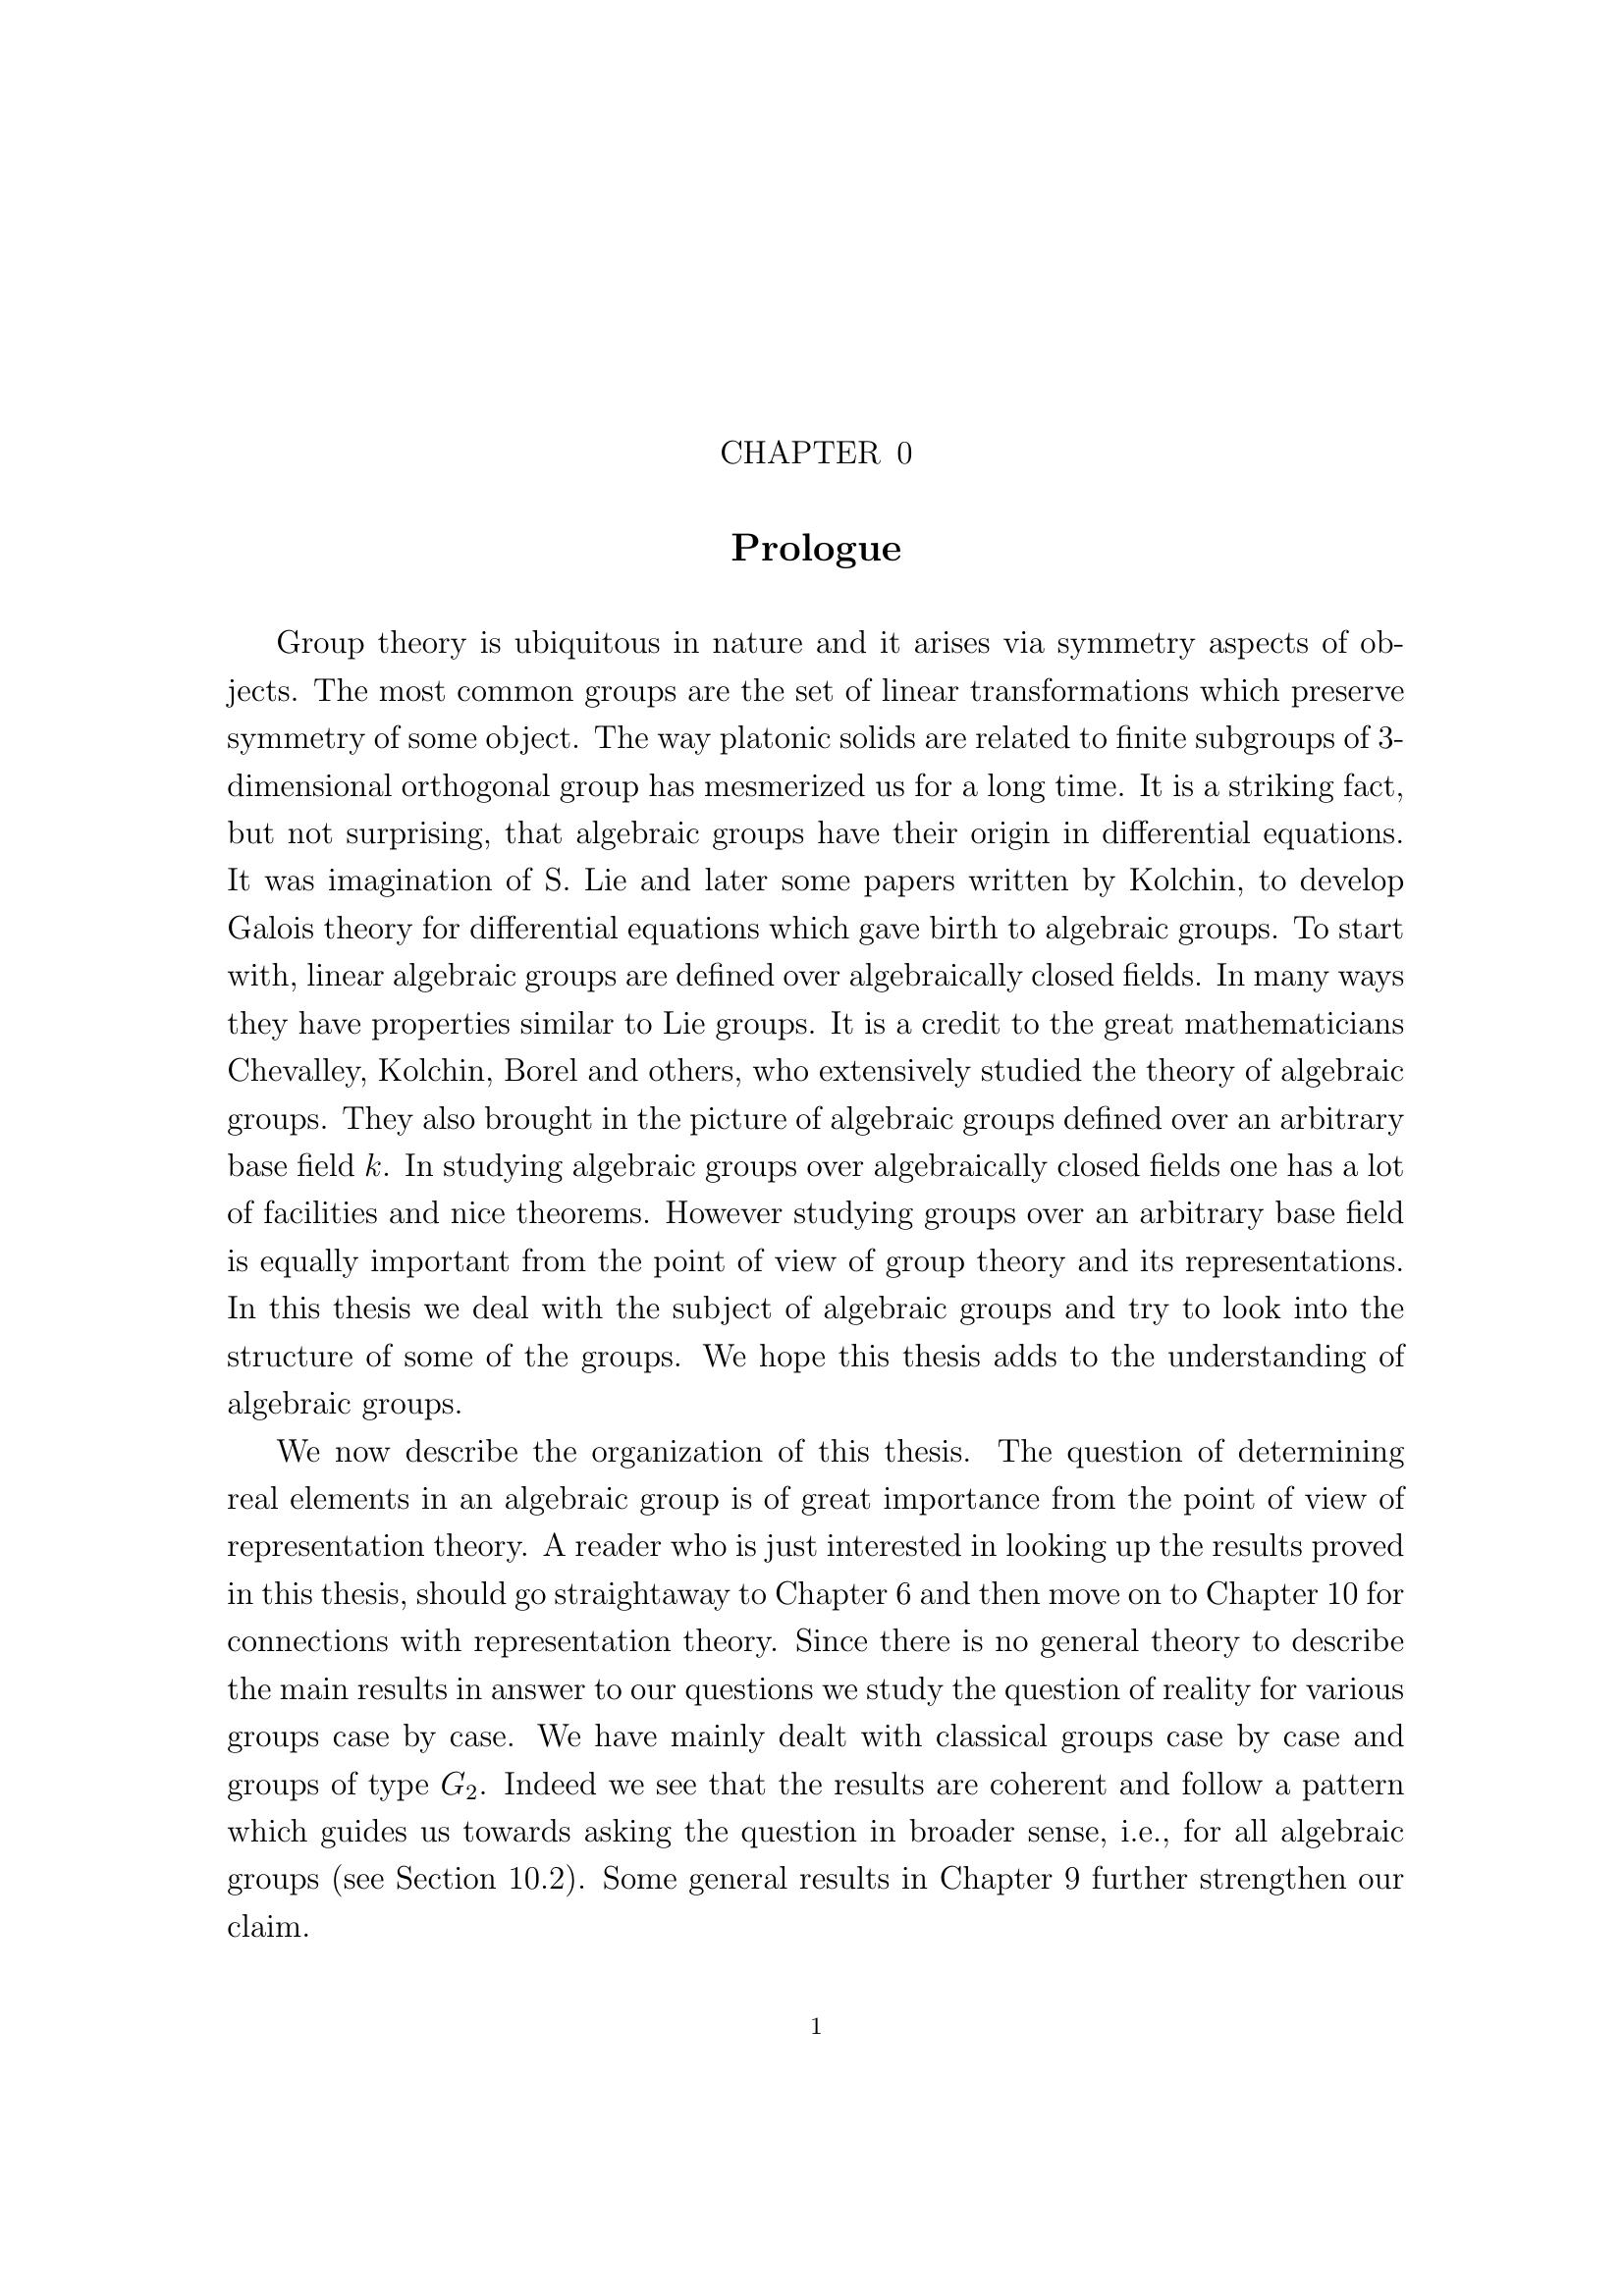 CHAPTER 0
Prologue
Group theory is ubiquitous in nature and it arises via symmetry aspects of ob-
jects. The most common groups are the set of linear transformations which preserve
symmetry of some object. The way platonic solids are related to finite subgroups of 3-
dimensional orthogonal group has mesmerized us for a long time. It is a striking fact,
but not surprising, that algebraic groups have their origin in differential equations.
It was imagination of S. Lie and later some papers written by Kolchin, to develop
Galois theory for differential equations which gave birth to algebraic groups. To start
with, linear algebraic groups are defined over algebraically closed fields. In many ways
they have properties similar to Lie groups. It is a credit to the great mathematicians
Chevalley, Kolchin, Borel and others, who extensively studied the theory of algebraic
groups. They also brought in the picture of algebraic groups defined over an arbitrary
base field k. In studying algebraic groups over algebraically closed fields one has a lot
of facilities and nice theorems. However studying groups over an arbitrary base field
is equally important from the point of view of group theory and its representations.
In this thesis we deal with the subject of algebraic groups and try to look into the
structure of some of the groups. We hope this thesis adds to the understanding of
algebraic groups.
We now describe the organization of this thesis. The question of determining
real elements in an algebraic group is of great importance from the point of view of
representation theory. A reader who is just interested in looking up the results proved
in this thesis, should go straightaway to Chapter 6 and then move on to Chapter 10 for
connections with representation theory. Since there is no general theory to describe
the main results in answer to our questions we study the question of reality for various
groups case by case. We have mainly dealt with classical groups case by case and
groups of type G₂. Indeed we see that the results are coherent and follow a pattern
which guides us towards asking the question in broader sense, i.e., for all algebraic
groups (see Section 10.2). Some general results in Chapter 9 further strengthen our
claim.
1